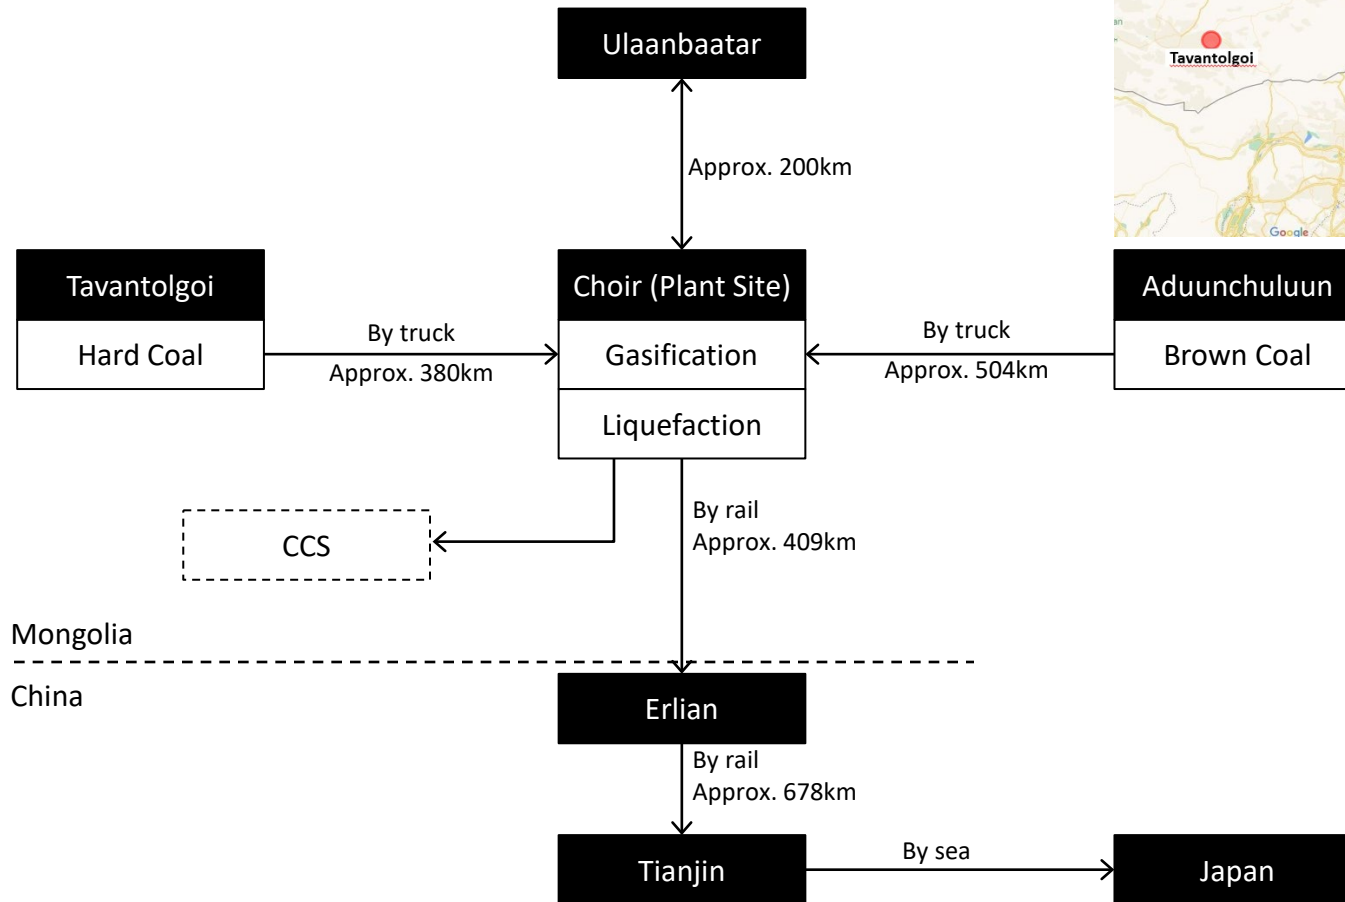 Ulaanbaatar
Tavantolgoi
Approx. 200km
Google
Tavantolgoi
Hard Coal
By truck
Approx. 380km
Choir (Plant Site)
Gasification
Liquefaction
By truck
Approx. 504km
Aduunchuluun
Brown Coal
CCS
By rail
Approx. 409km
Mongolia
China
Erlian
By rail
Approx. 678km
Tianjin
By sea
Japan